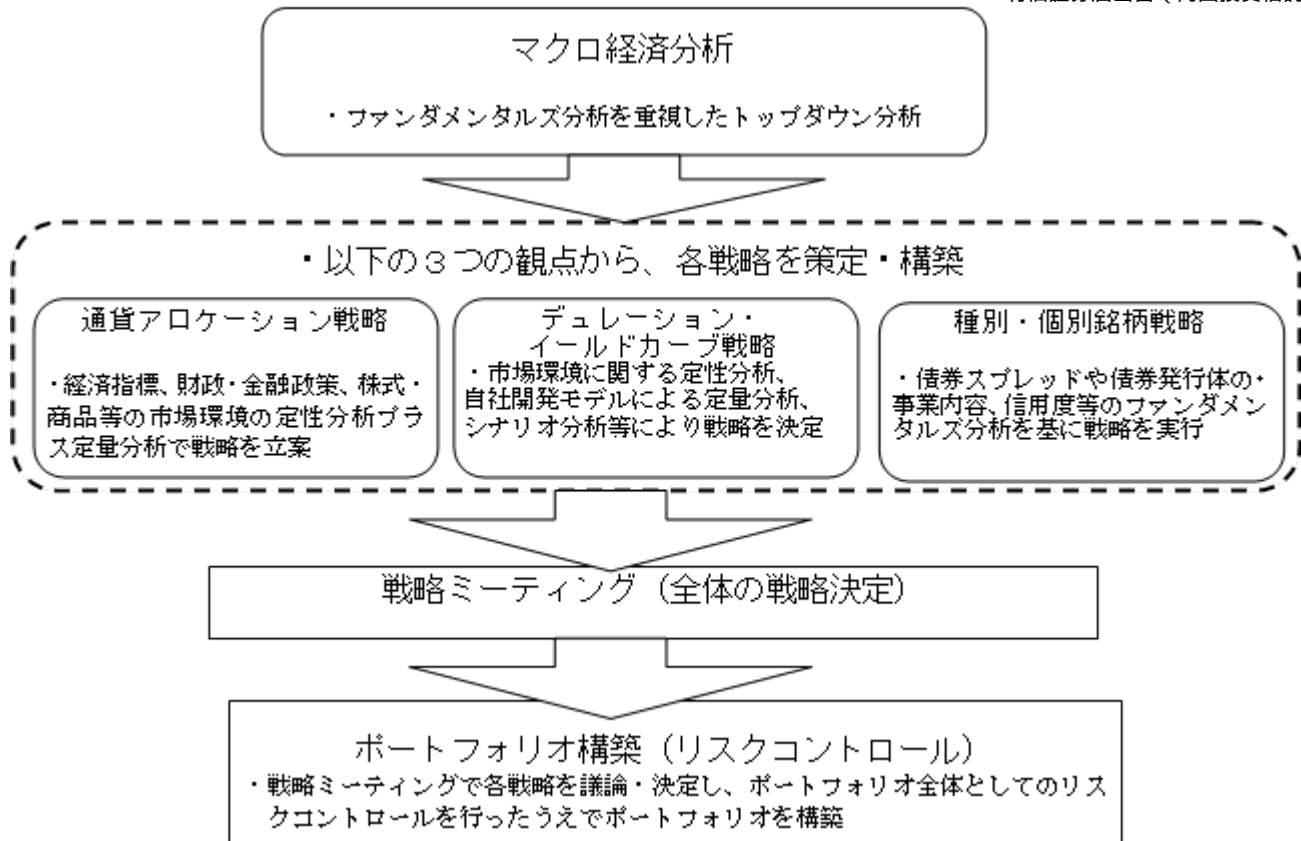 マクロ経済分析
・ファンダメンタルズ分析を重視したトップダウン分析
・以下の３つの観点から、各戦略を策定・構築
通貨アロケーション戦略
・経済指標、財政・金融政策、株式・
商品等の市場環境の定性分析プラ
ス定量分析で戦略を立案
デュレーション・
イールドカーブ戦略
・市場環境に関する定性分析、
自社開発モデルによる定量分析、
シナリオ分析等により戦略を決定
種別・個別銘柄戦略
・債券スプレッドや債券発行体の・
事業内容、信用度等のファンダメン
タルズ分析を基に戦略を実行
戦略ミーティング（全体の戦略決定）
ポートフォリオ構築（リスクコントロール）
・戦略ミーティングで各戦略を議論・決定し、ポートフォリオ全体としてのリス
クコントロールを行ったうえでポートフォリオを構築